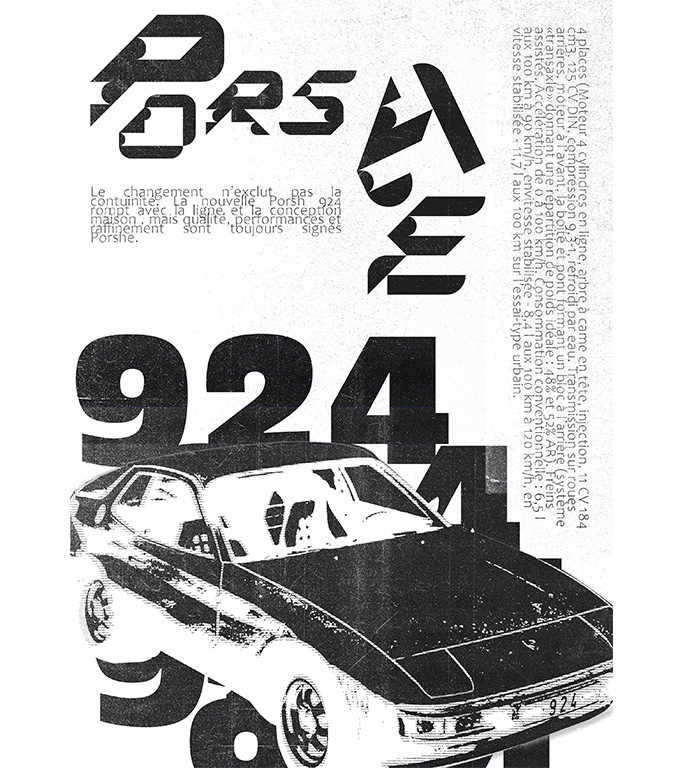 PORSCHE
Le changement n'exclut pas la
contuinité. La nouvelle Porsh 924
rompt avec la ligne et la conception
maison , mais qualité, performances et
raffinement sont toujours signés
Porshe.
4 places (Moteur 4 cylindres en ligne, arbre à came en tête, injection, 11 CV 184
cm3, 125 CV DIN, compression 9,3-1, refroidi par eau. Transmission sur roues
arrières, moteur à l'avant, la boîte et pont formant un bloc à l'arrière (système
«transaxle» donnant une répartition de poids idéale : 48% et 52% AR). Freins
assistés. Accélération de 0 à 100 km/h. Consommation conventionnelle : 6,5 l
aux 100 km à 90 km/h, envitesse stabilisée - 8,4 l aux 100 km à 120 km/h, en
vitesse stabilisée - 11,7 l aux 100 km sur l'essai-type urbain.
924
924